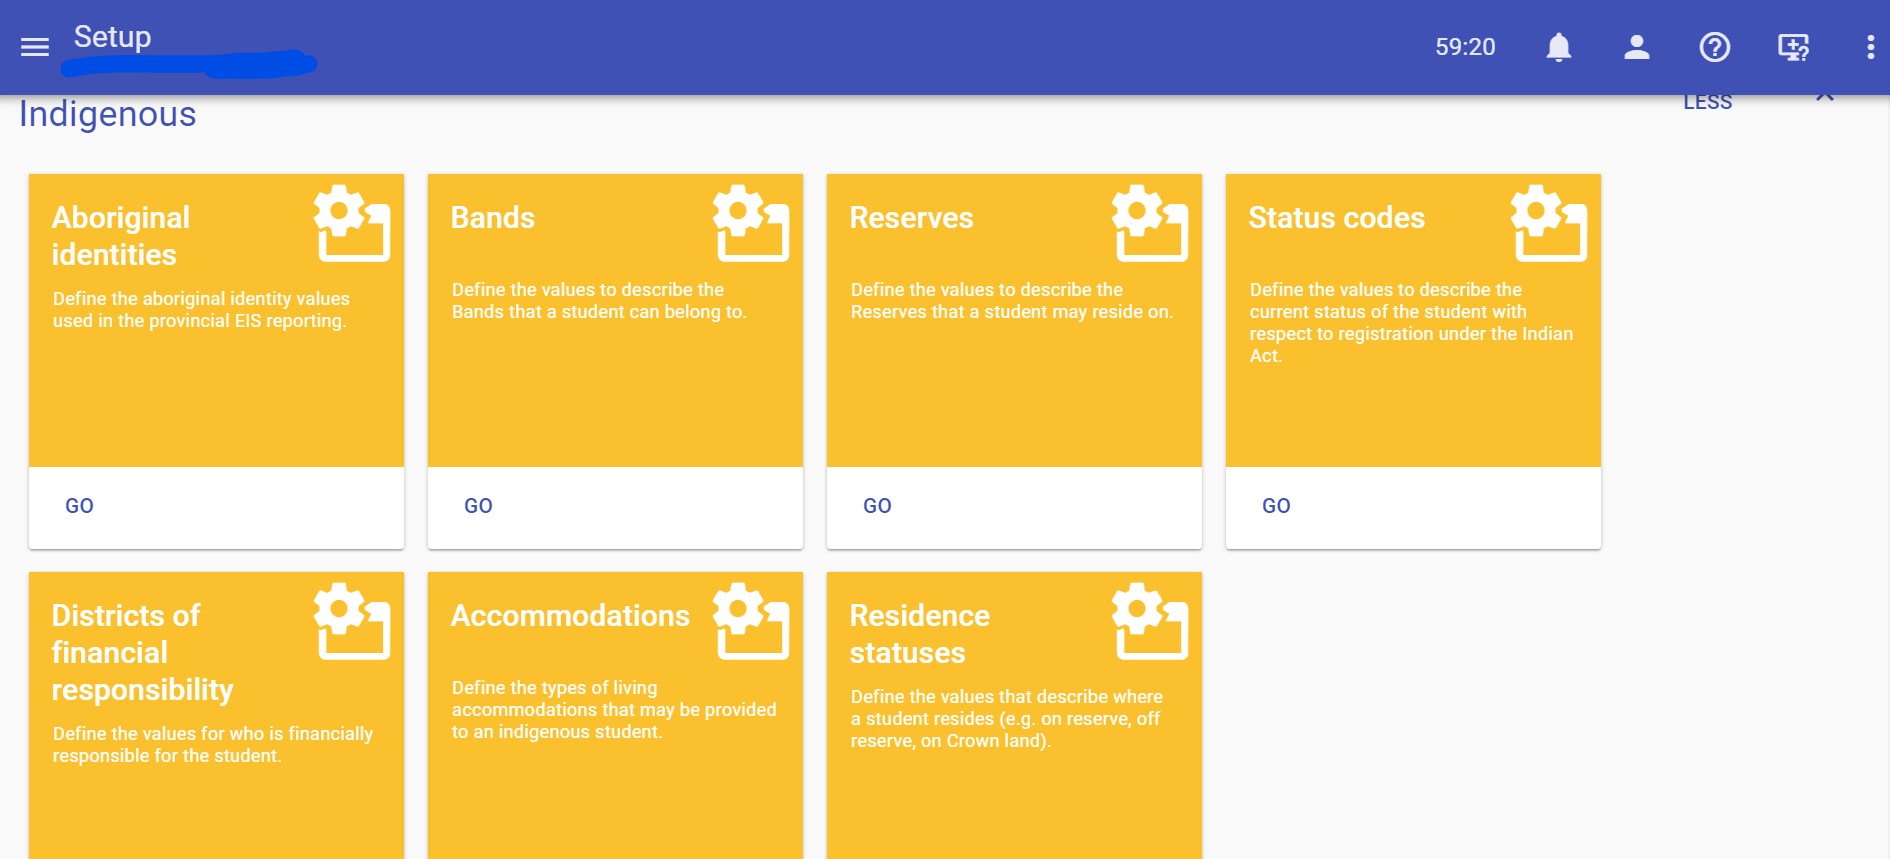 Setup
59:20
Indigenous
LESS
Aboriginal
identities
Define the aboriginal identity values
used in the provincial EIS reporting.
GO
Bands
Define the values to describe the
Bands that a student can belong to.
GO
Reserves
Define the values to describe the
Reserves that a student may reside on.
GO
Status codes
Define the values to describe the
current status of the student with
respect to registration under the Indian
Act.
GO
Districts of
financial
responsibility
Define the values for who is financially
responsible for the student.
Accommodations
Define the types of living
accommodations that may be provided
to an indigenous student.
Residence
statuses
Define the values that describe where
a student resides (e.g. on reserve, off
reserve, on Crown land).